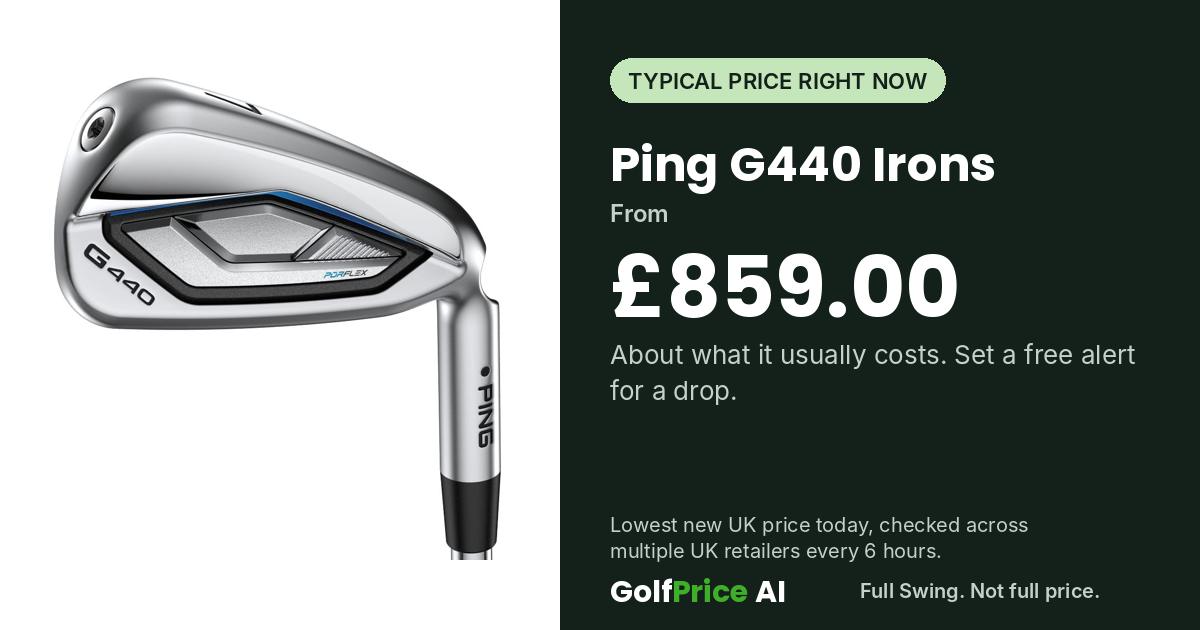 7
G440
PURFLEX
PING
TYPICAL PRICE RIGHT NOW
Ping G440 Irons
From
£859.00
About what it usually costs. Set a free alert
for a drop.
Lowest new UK price today, checked across
multiple UK retailers every 6 hours.
GolfPrice AI
Full Swing. Not full price.